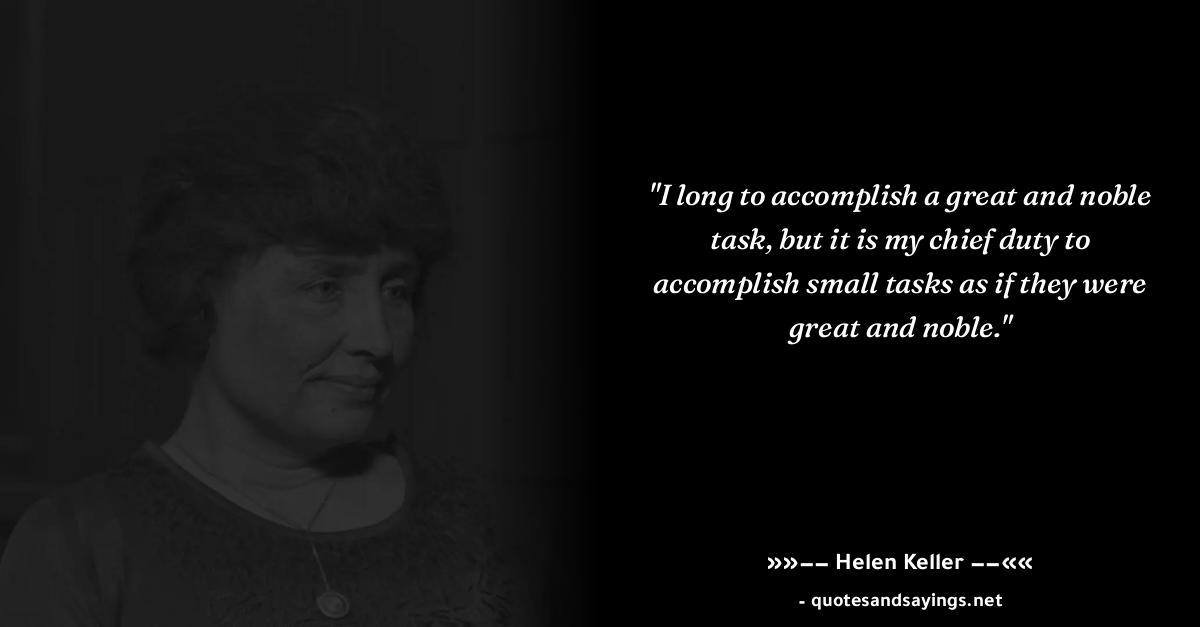 "I long to accomplish a great and noble
task, but it is my chief duty to
accomplish small tasks as if they were
great and noble."
»»−− Helen Keller −−««
- quotesandsayings.net